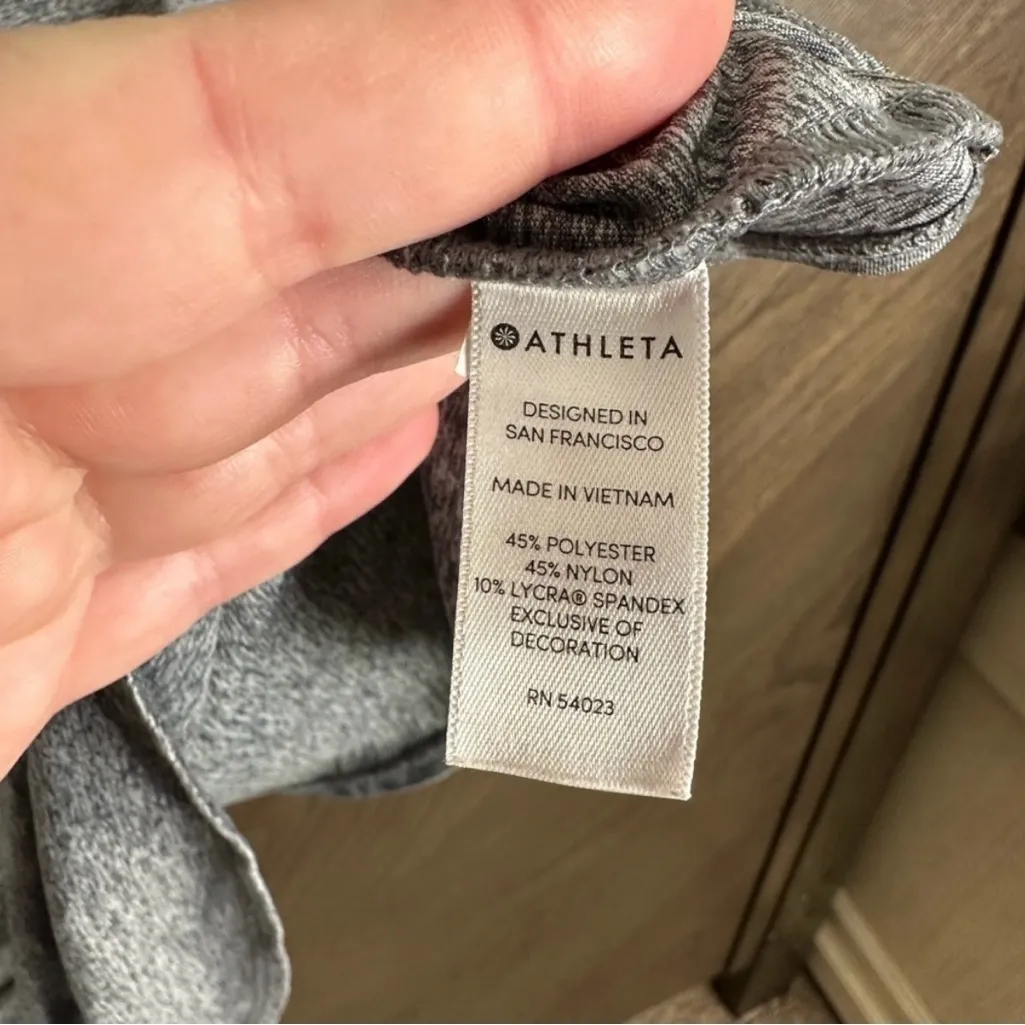 ATHLETA
DESIGNED IN
SAN FRANCISCO
MADE IN VIETNAM
45% POLYESTER
45% NYLON
10% LYCRA® SPANDEX
EXCLUSIVE OF
DECORATION
RN 54023